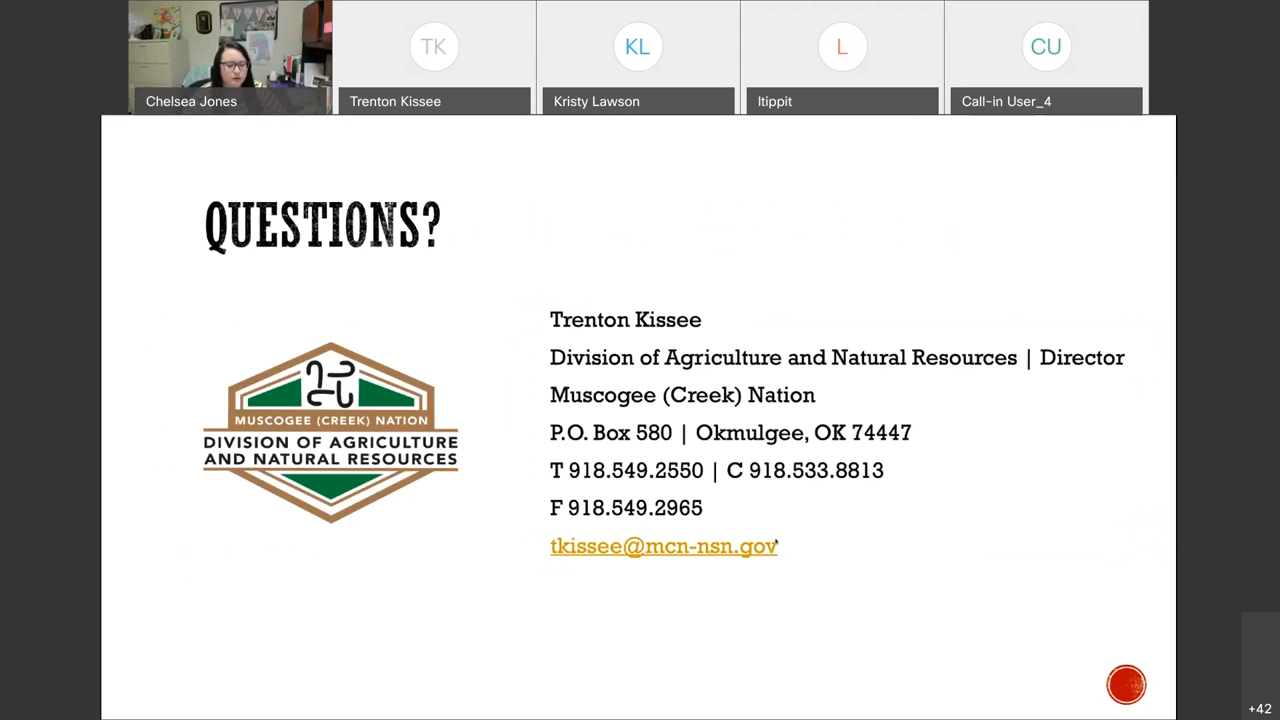 TK
KL
L
CU
Chelsea Jones
Trenton Kissee
Kristy Lawson
ltippit
Call-in User_4
QUESTIONS?
MUSCOGEE (CREEK) NATION
DIVISION OF AGRICULTURE
AND NATURAL RESOURCES
Trenton Kissee
Division of Agriculture and Natural Resources | Director
Muscogee (Creek) Nation
P.O. Box 580 | Okmulgee, OK 74447
T 918.549.2550 | C 918.533.8813
F 918.549.2965
tkissee@mcn-nsn.gov
+42